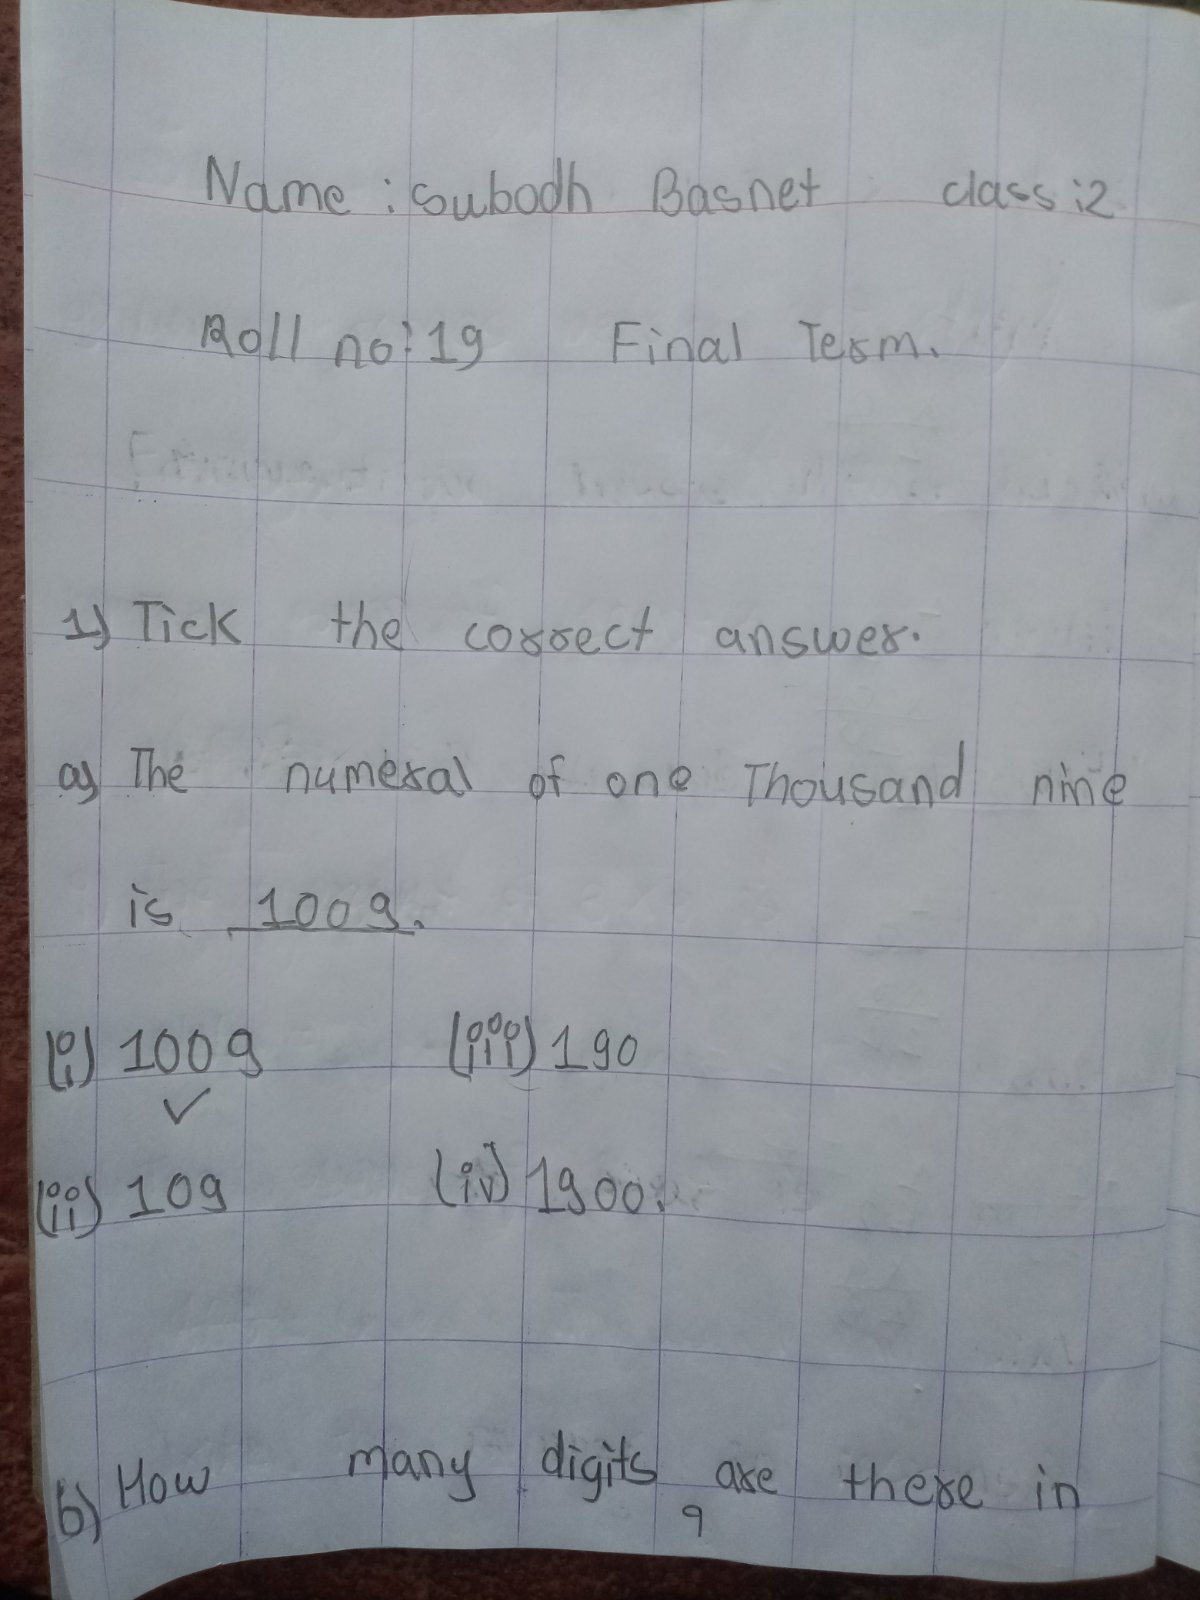 Name : Subodh Basnet class :2
Roll no: 19 Final Term.
1) Tick the correct answer.
a) The numeral of one Thousand nine
is 1009.
(i) 1009 (iii) 190
✓
(ii) 109 (iv) 1900.
b) How many digits are there in
9